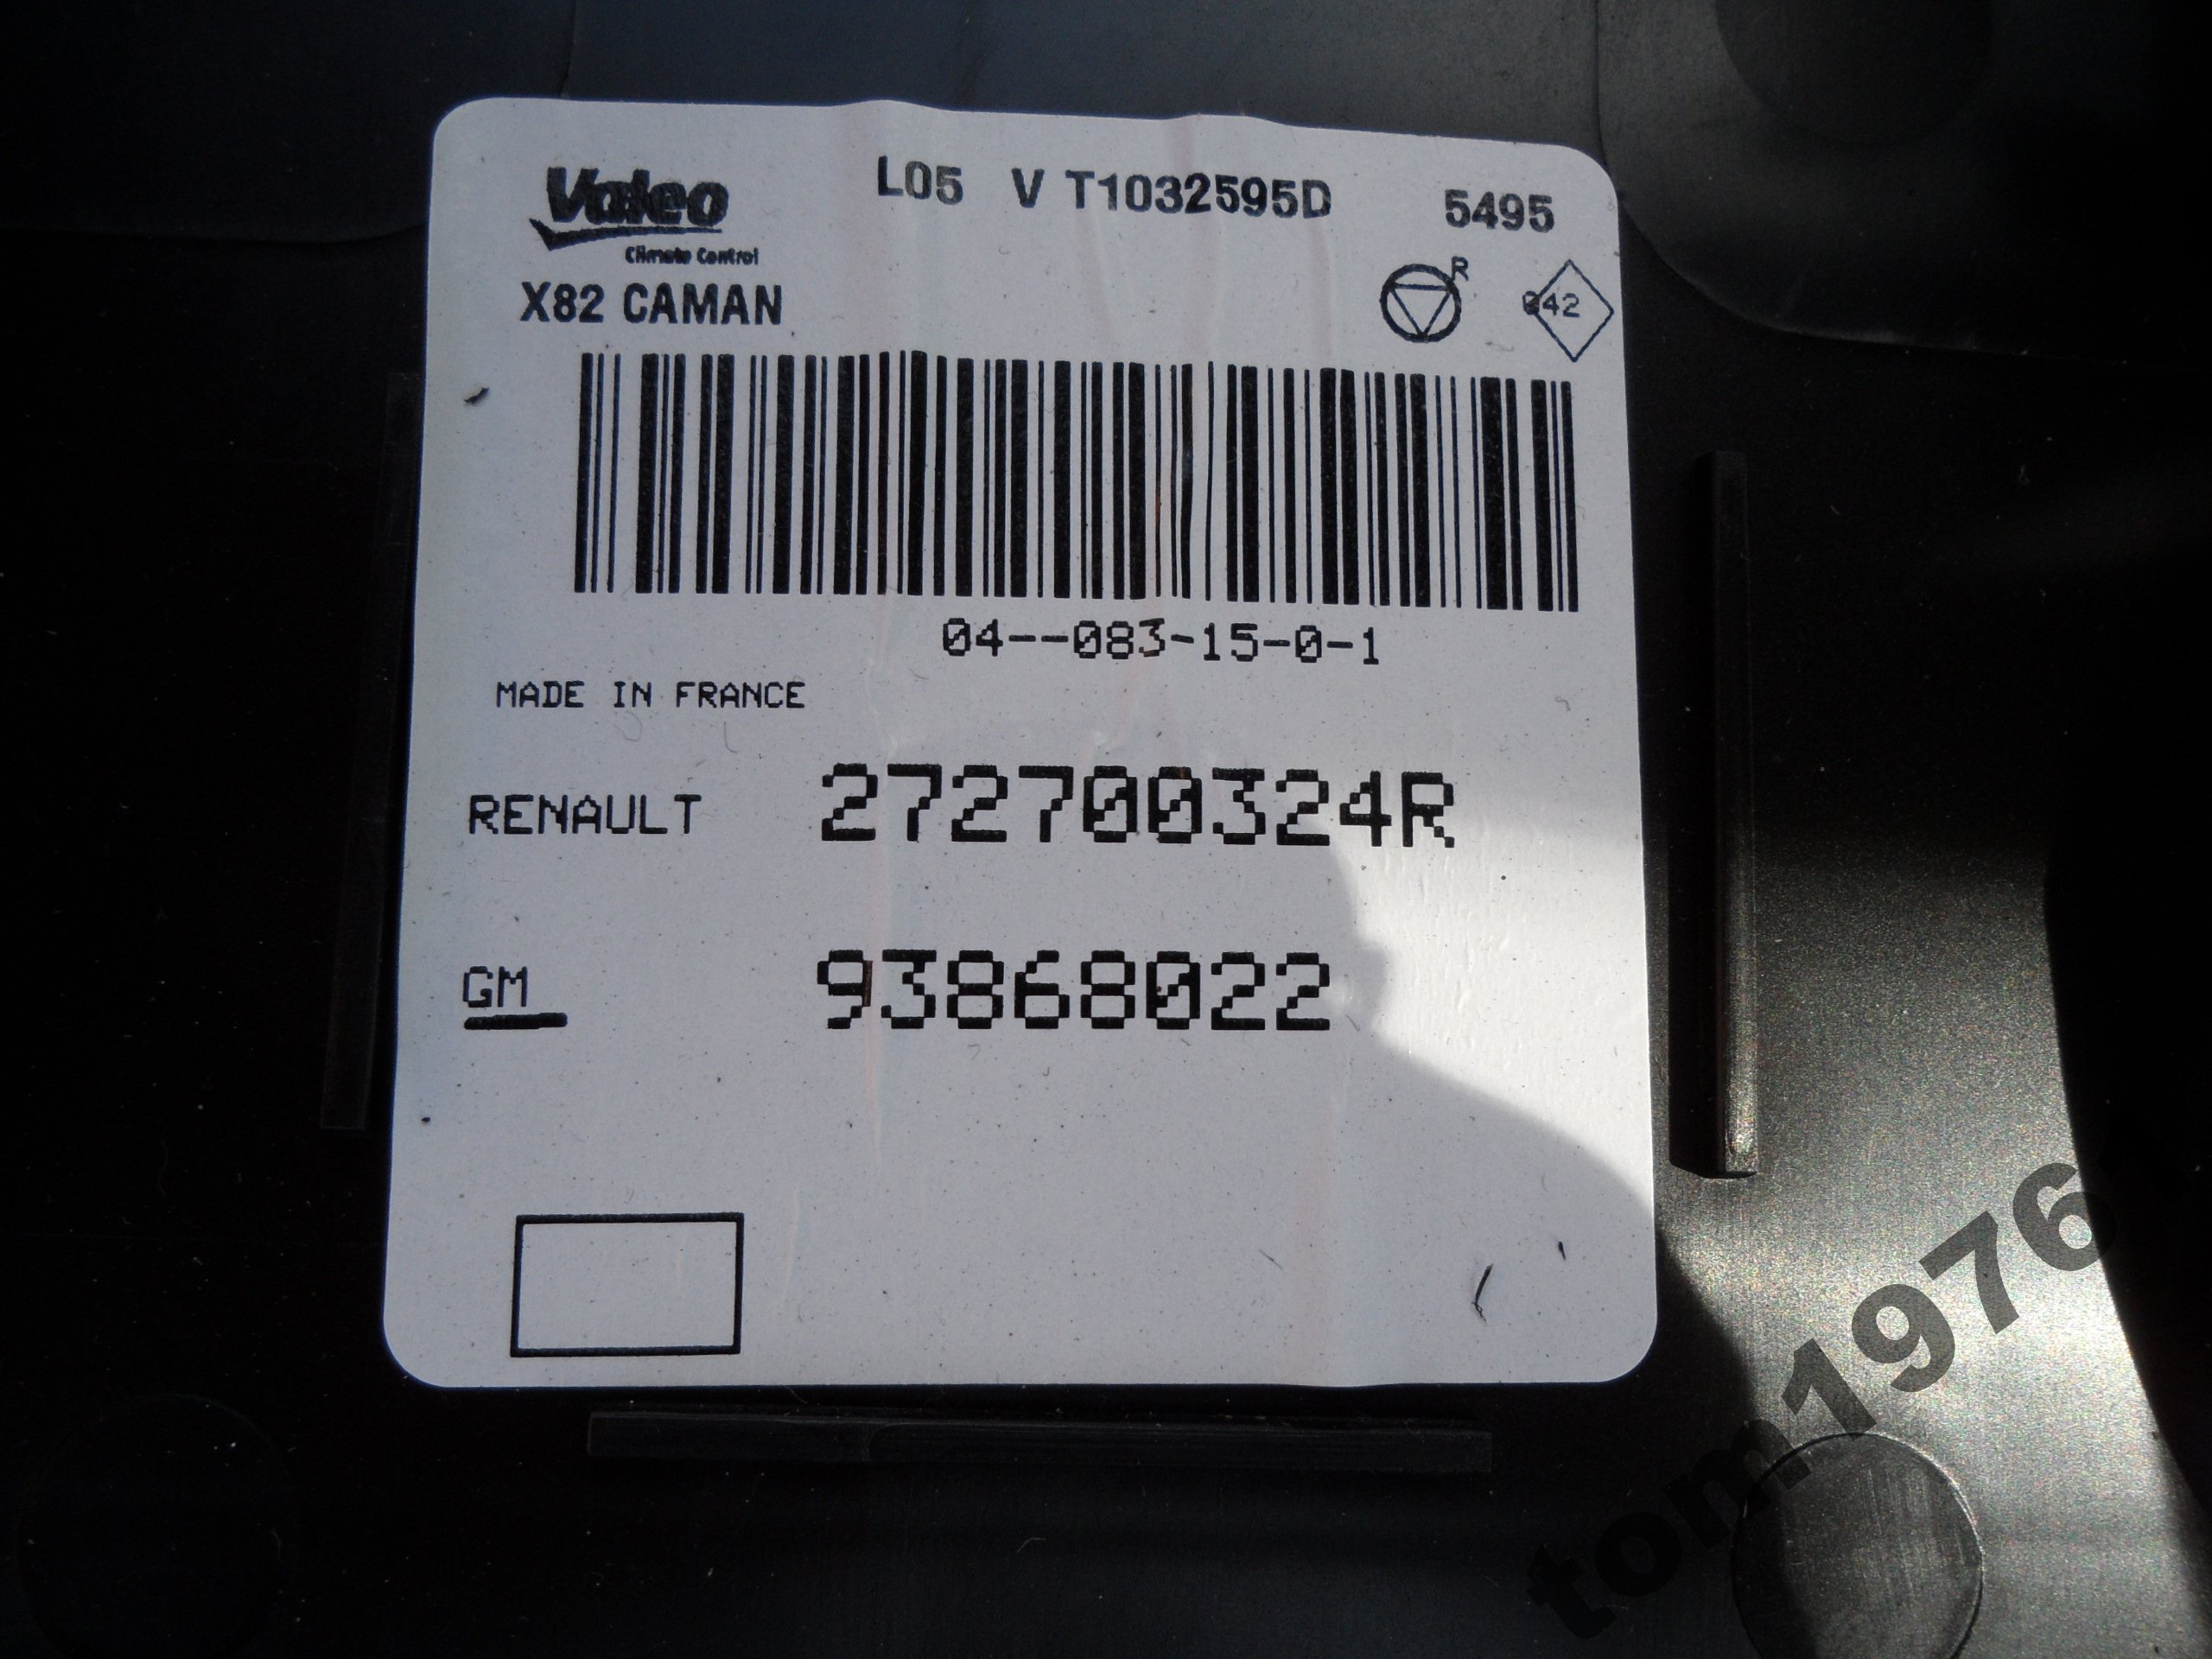 Valeo L05 V T1032595D 5495
Climate Control
R
X82 CAMAN 042
04--083-15-0-1
MADE IN FRANCE
RENAULT 272700324R
GM 93868022
tom1976